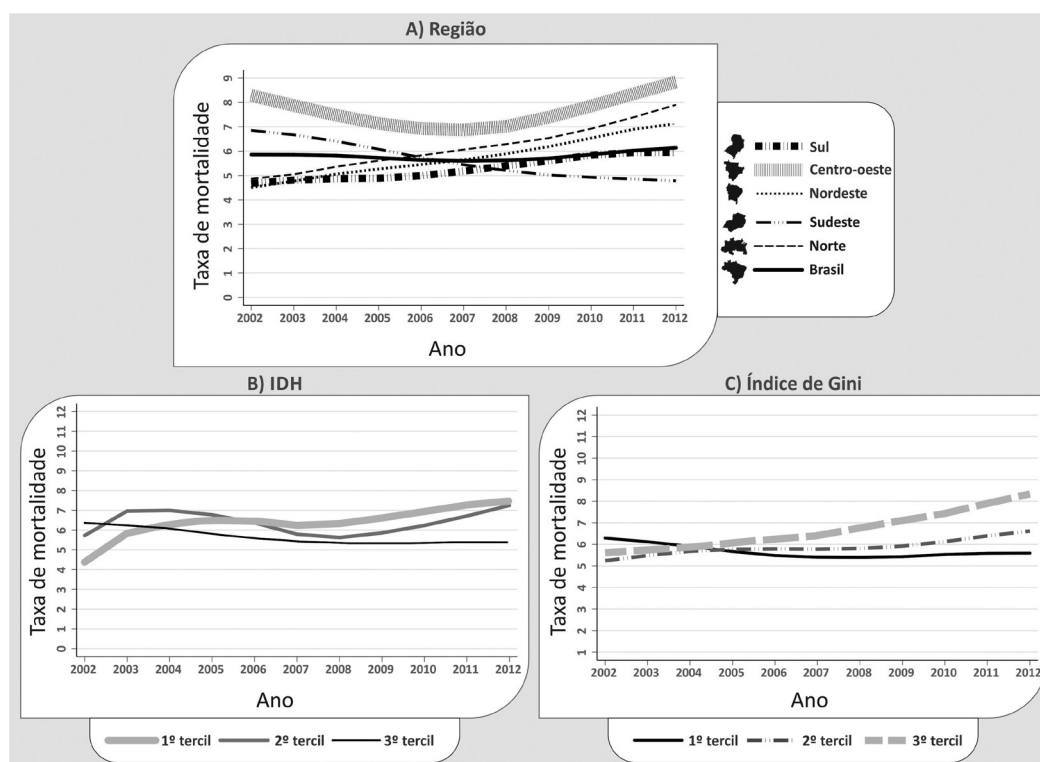 A) Região
Taxa de mortalidade
9
8
7
6
5
4
3
2
1
0
2002 2003 2004 2005 2006 2007 2008 2009 2010 2011 2012
Ano
Sul
Centro-oeste
Nordeste
Sudeste
Norte
Brasil
B) IDH
Taxa de mortalidade
12
11
10
9
8
7
6
5
4
3
2
1
0
2002 2003 2004 2005 2006 2007 2008 2009 2010 2011 2012
Ano
1º tercil 2º tercil 3º tercil
C) Índice de Gini
Taxa de mortalidade
12
11
10
9
8
7
6
5
4
3
2
1
2002 2003 2004 2005 2006 2007 2008 2009 2010 2011 2012
Ano
1º tercil 2º tercil 3º tercil